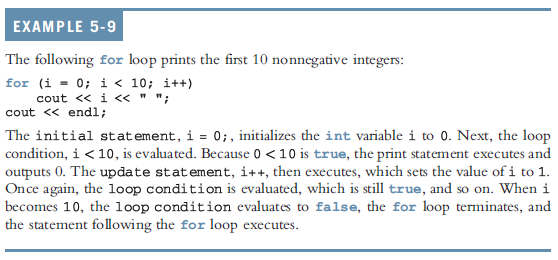 EXAMPLE 5-9
The following for loop prints the first 10 nonnegative integers:
for (i = 0; i < 10; i++)
cout << i << " ";
cout << endl;
The initial statement, i = 0;, initializes the int variable i to 0. Next, the loop
condition, i < 10, is evaluated. Because 0 < 10 is true, the print statement executes and
outputs 0. The update statement, i++, then executes, which sets the value of i to 1.
Once again, the loop condition is evaluated, which is still true, and so on. When i
becomes 10, the loop condition evaluates to false, the for loop terminates, and
the statement following the for loop executes.